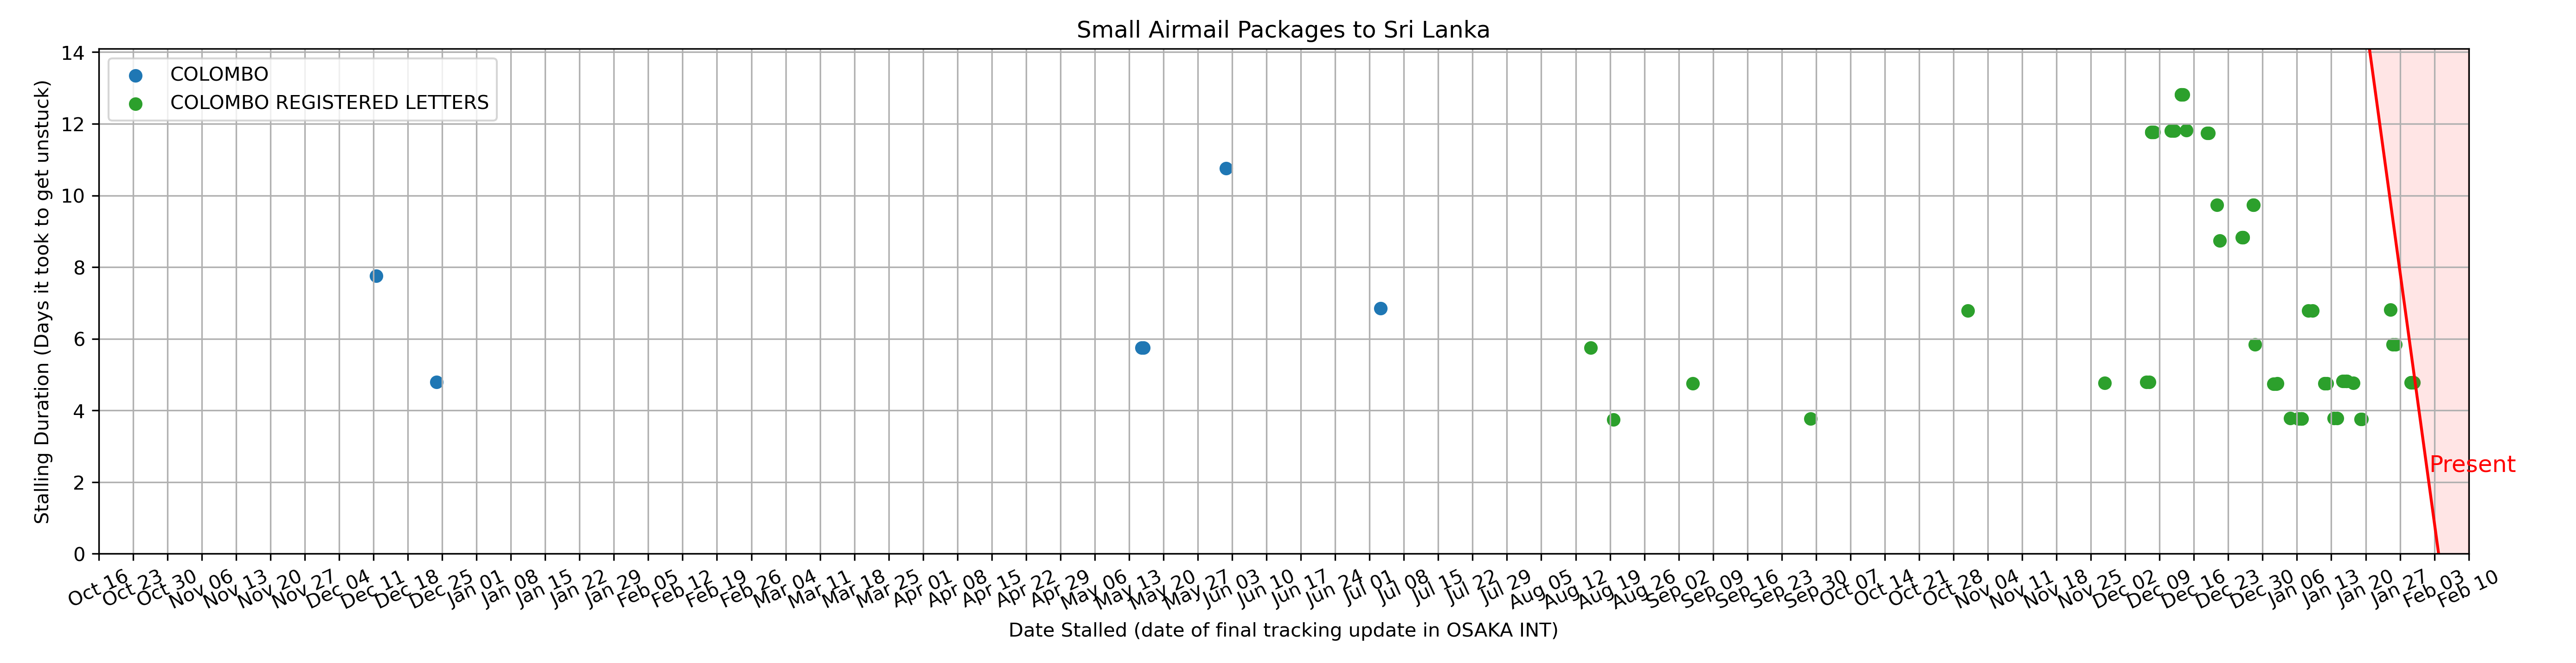 Small Airmail Packages to Sri Lanka
COLOMBO
COLOMBO REGISTERED LETTERS
Stalling Duration (Days it took to get unstuck)
14
12
10
8
6
4
2
0
Present
Oct 16 Oct 23 Oct 30 Nov 06 Nov 13 Nov 20 Nov 27 Dec 04 Dec 11 Dec 18 Dec 25 Jan 01 Jan 08 Jan 15 Jan 22 Jan 29 Feb 05 Feb 12 Feb 19 Feb 26 Mar 04 Mar 11 Mar 18 Mar 25 Apr 01 Apr 08 Apr 15 Apr 22 Apr 29 May 06 May 13 May 20 May 27 Jun 03 Jun 10 Jun 17 Jun 24 Jul 01 Jul 08 Jul 15 Jul 22 Jul 29 Aug 05 Aug 12 Aug 19 Aug 26 Sep 02 Sep 09 Sep 16 Sep 23 Sep 30 Oct 07 Oct 14 Oct 21 Oct 28 Nov 04 Nov 11 Nov 18 Nov 25 Dec 02 Dec 09 Dec 16 Dec 23 Dec 30 Jan 06 Jan 13 Jan 20 Jan 27 Feb 03 Feb 10
Date Stalled (date of final tracking update in OSAKA INT)